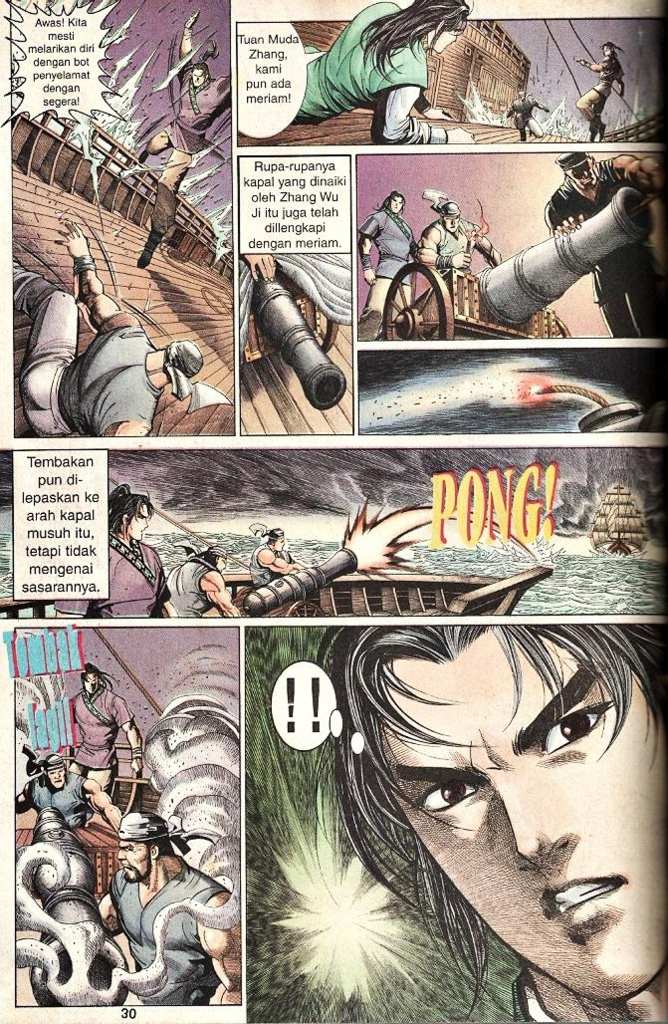 Awas! Kita
mesti
melarikan diri
dengan bot
penyelamat
dengan
segera!
Tuan Muda
Zhang,
kami
pun ada
meriam!
Rupa-rupanya
kapal yang dinaiki
oleh Zhang Wu
Ji itu juga telah
dillengkapi
dengan meriam.
Tembakan
pun di-
lepaskan ke
arah kapal
musuh itu,
tetapi tidak
mengenai
sasarannya.
PONG!
Tembak
lagi!
!!
30